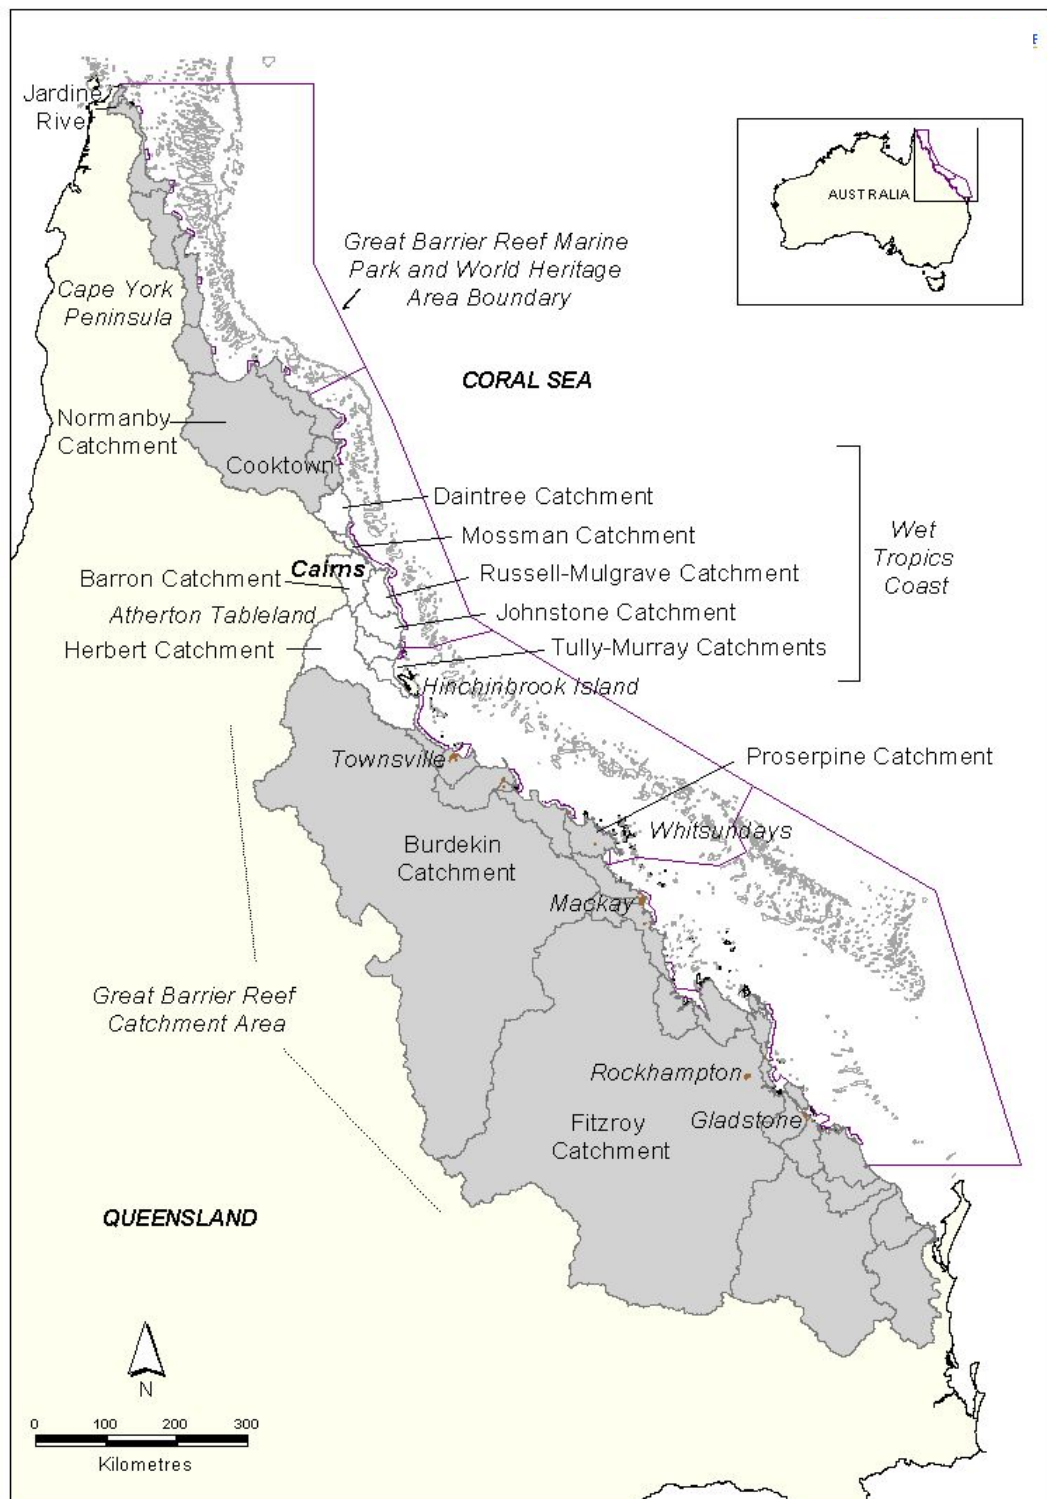 E
Jardine
River
AUSTRALIA
Great Barrier Reef Marine
Park and World Heritage
Area Boundary
Cape York
Peninsula
CORAL SEA
Normanby
Catchment
Cooktown
Daintree Catchment
Mossman Catchment
Wet
Tropics
Coast
Cairns
Barron Catchment
Russell-Mulgrave Catchment
Atherton Tableland
Johnstone Catchment
Herbert Catchment
Tully-Murray Catchments
Hinchinbrook Island
Townsville
Proserpine Catchment
Whitsundays
Burdekin
Catchment
Mackay
Great Barrier Reef
Catchment Area
Rockhampton
Gladstone
Fitzroy
Catchment
QUEENSLAND
N
0 100 200 300
Kilometres